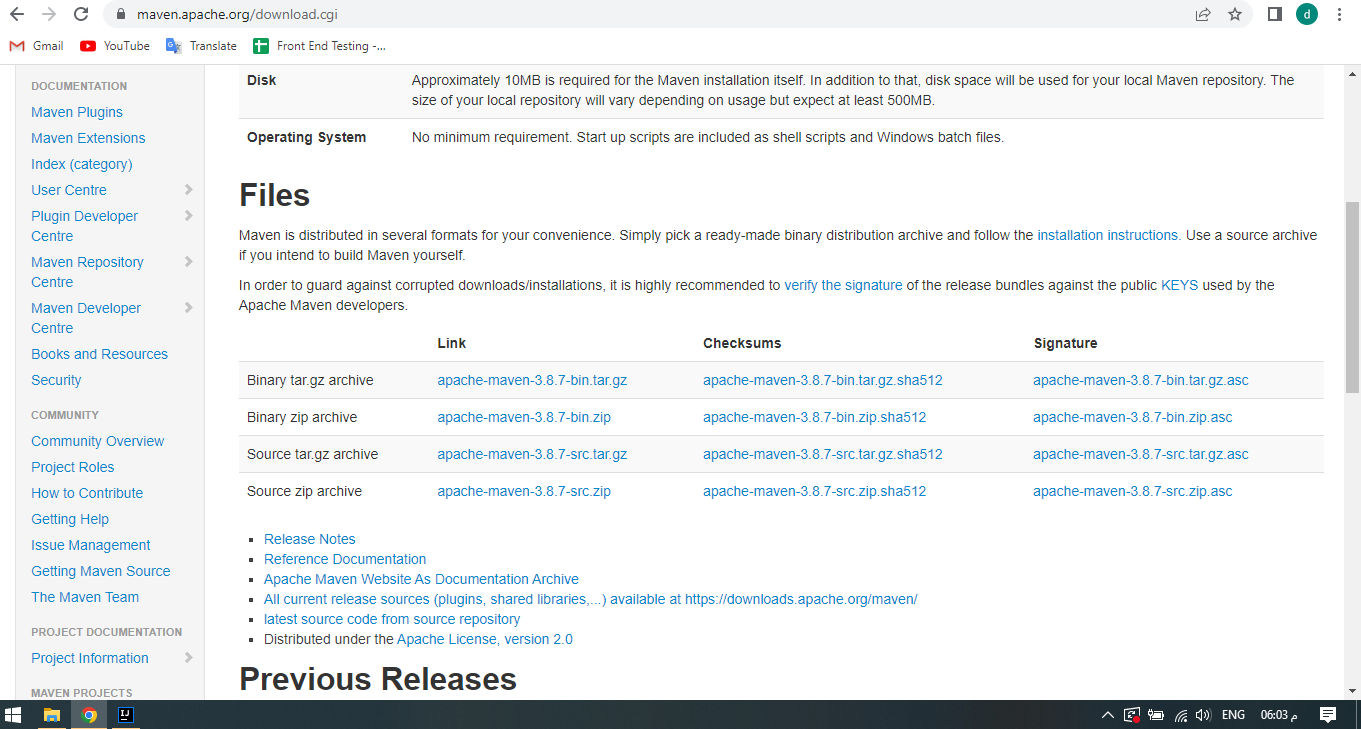 maven.apache.org/download.cgi
d
Gmail
YouTube
Translate
Front End Testing -...
DOCUMENTATION
Maven Plugins
Maven Extensions
Index (category)
User Centre
Plugin Developer
Centre
Maven Repository
Centre
Maven Developer
Centre
Books and Resources
Security
COMMUNITY
Community Overview
Project Roles
How to Contribute
Getting Help
Issue Management
Getting Maven Source
The Maven Team
PROJECT DOCUMENTATION
Project Information
MAVEN PROJECTS
Disk Approximately 10MB is required for the Maven installation itself. In addition to that, disk space will be used for your local Maven repository. The
size of your local repository will vary depending on usage but expect at least 500MB.
Operating System No minimum requirement. Start up scripts are included as shell scripts and Windows batch files.
Files
Maven is distributed in several formats for your convenience. Simply pick a ready-made binary distribution archive and follow the installation instructions. Use a source archive
if you intend to build Maven yourself.
In order to guard against corrupted downloads/installations, it is highly recommended to verify the signature of the release bundles against the public KEYS used by the
Apache Maven developers.
Link Checksums Signature
Binary tar.gz archive apache-maven-3.8.7-bin.tar.gz apache-maven-3.8.7-bin.tar.gz.sha512 apache-maven-3.8.7-bin.tar.gz.asc
Binary zip archive apache-maven-3.8.7-bin.zip apache-maven-3.8.7-bin.zip.sha512 apache-maven-3.8.7-bin.zip.asc
Source tar.gz archive apache-maven-3.8.7-src.tar.gz apache-maven-3.8.7-src.tar.gz.sha512 apache-maven-3.8.7-src.tar.gz.asc
Source zip archive apache-maven-3.8.7-src.zip apache-maven-3.8.7-src.zip.sha512 apache-maven-3.8.7-src.zip.asc
Release Notes
Reference Documentation
Apache Maven Website As Documentation Archive
All current release sources (plugins, shared libraries,...) available at https://downloads.apache.org/maven/
latest source code from source repository
Distributed under the Apache License, version 2.0
Previous Releases
IJ
ENG 06:03 م